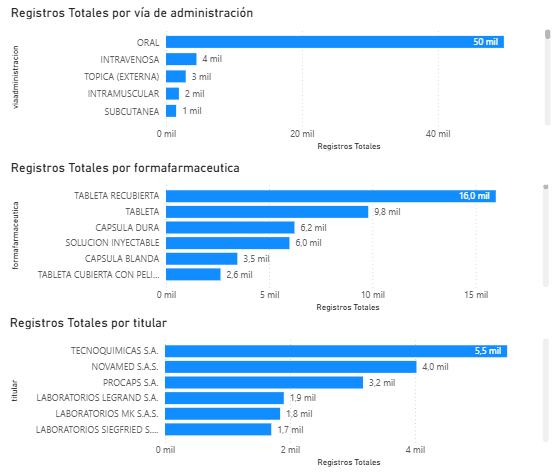 Registros Totales por vía de administración
viaadministracion
ORAL 50 mil
INTRAVENOSA 4 mil
TOPICA (EXTERNA) 3 mil
INTRAMUSCULAR 2 mil
SUBCUTANEA 1 mil
0 mil 20 mil 40 mil
Registros Totales
Registros Totales por formafarmaceutica
formafarmaceutica
TABLETA RECUBIERTA 16,0 mil
TABLETA 9,8 mil
CAPSULA DURA 6,2 mil
SOLUCION INYECTABLE 6,0 mil
CAPSULA BLANDA 3,5 mil
TABLETA CUBIERTA CON PELI... 2,6 mil
0 mil 5 mil 10 mil 15 mil
Registros Totales
Registros Totales por titular
titular
TECNOQUIMICAS S.A. 5,5 mil
NOVAMED S.A.S. 4,0 mil
PROCAPS S.A. 3,2 mil
LABORATORIOS LEGRAND S.A. 1,9 mil
LABORATORIOS MK S.A.S. 1,8 mil
LABORATORIOS SIEGFRIED S.... 1,7 mil
0 mil 2 mil 4 mil
Registros Totales